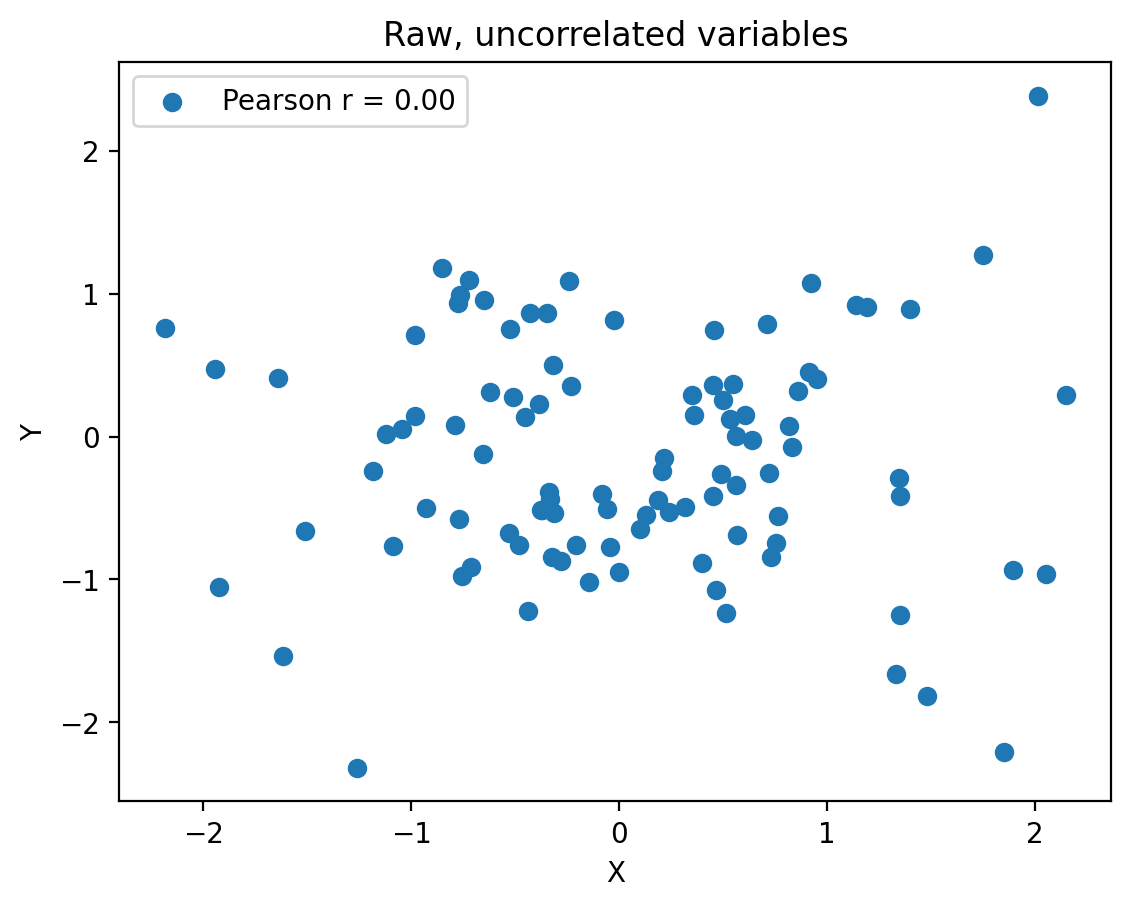 Raw, uncorrelated variables
Pearson r = 0.00
2
1
0
−1
−2
Y
−2
−1
0
1
2
X